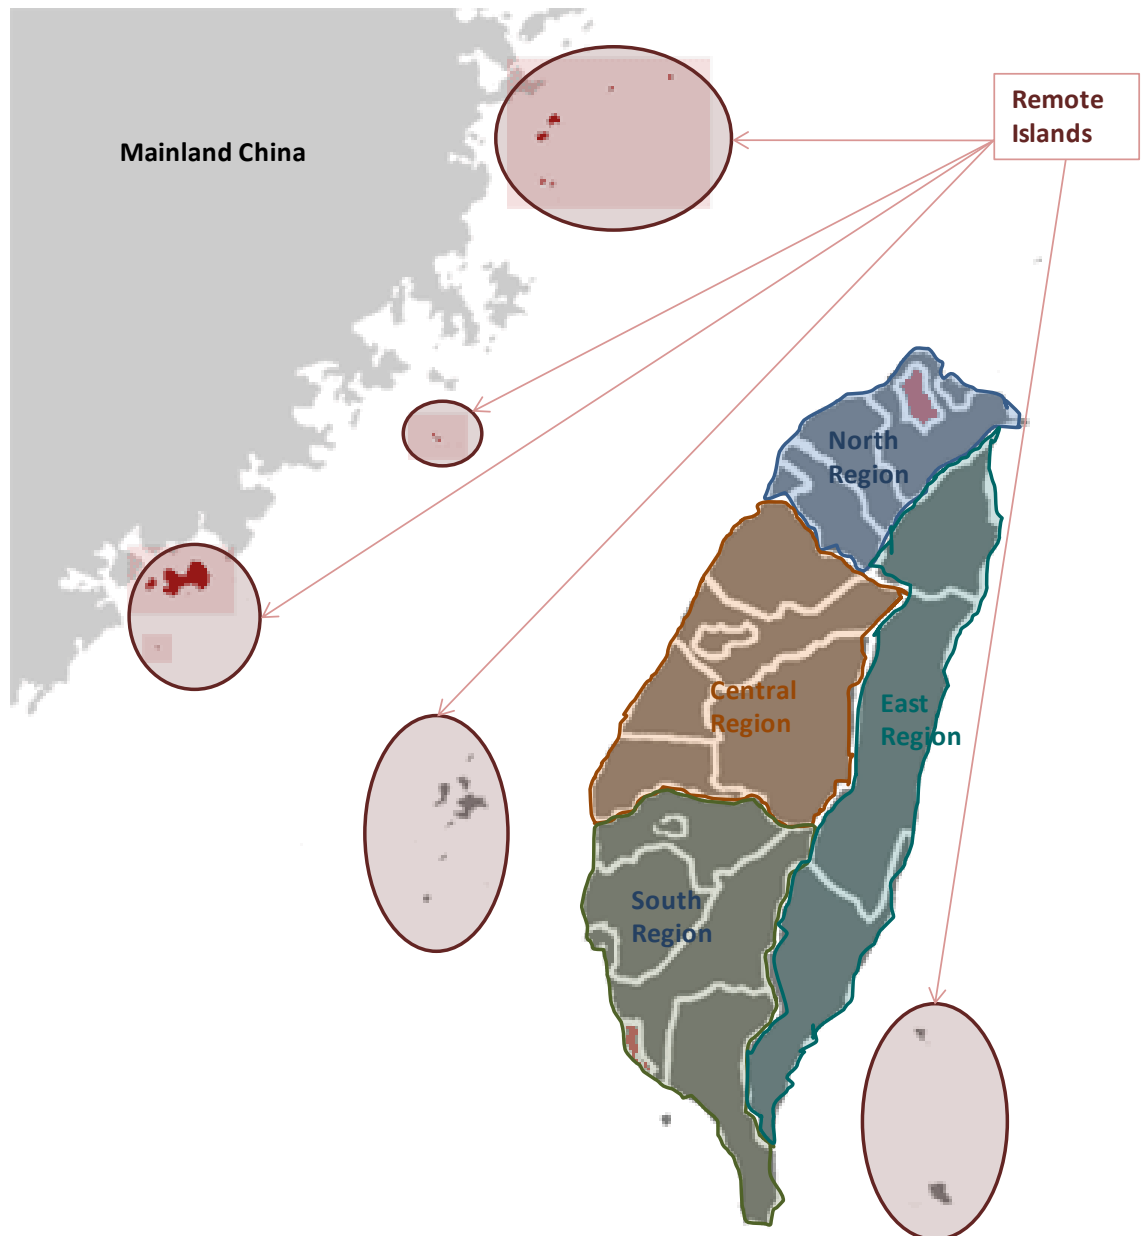 Remote
Islands
Mainland China
North
Region
Central
Region
East
Region
South
Region